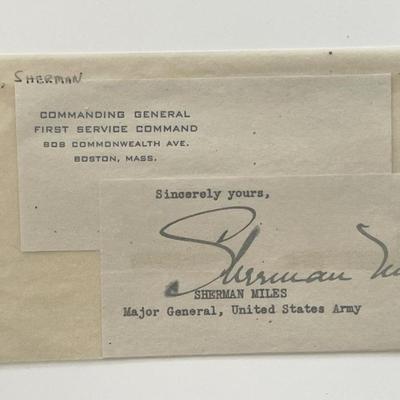 , SHERMAN
COMMANDING GENERAL
FIRST SERVICE COMMAND
808 COMMONWEALTH AVE.
BOSTON, MASS.
Sincerely yours,
Sherman Mi
SHERMAN MILES
Major General, United States Army